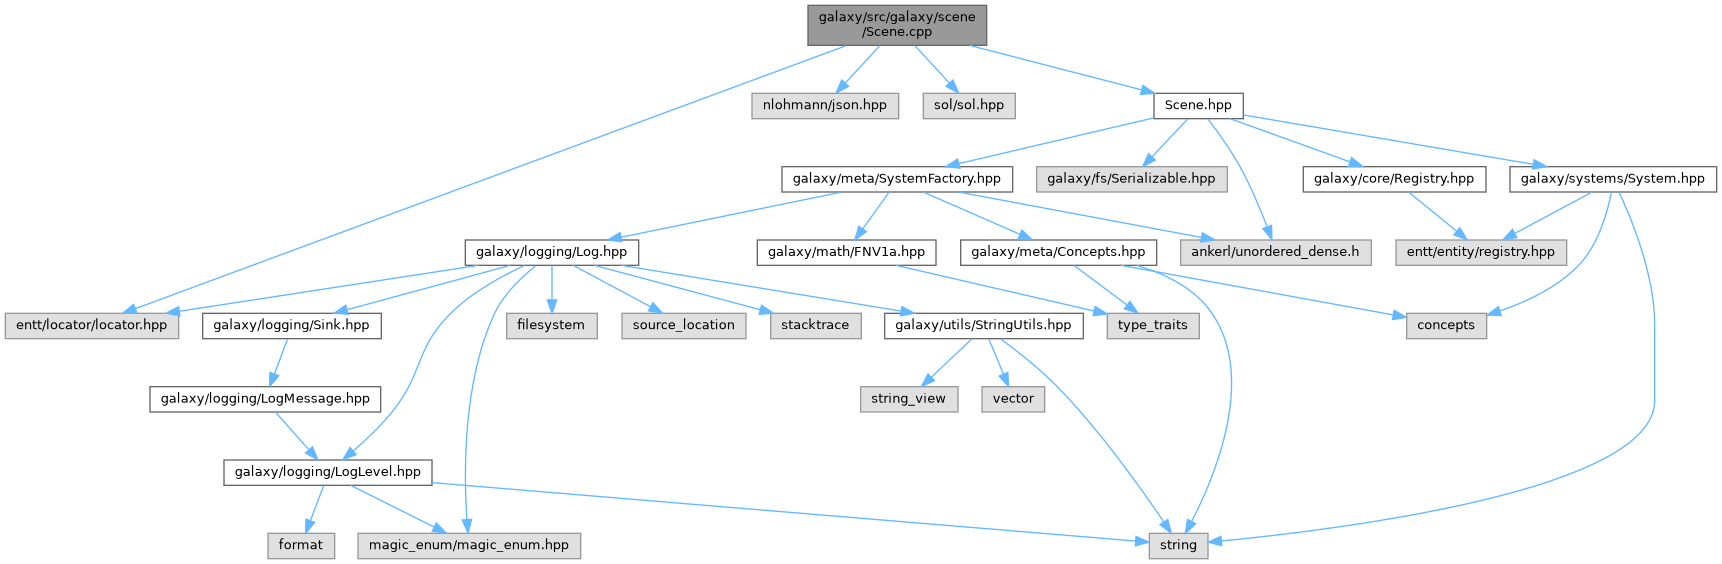 galaxy/src/galaxy/scene
/Scene.cpp
nlohmann/json.hpp
sol/sol.hpp
Scene.hpp
galaxy/meta/SystemFactory.hpp
galaxy/fs/Serializable.hpp
galaxy/core/Registry.hpp
galaxy/systems/System.hpp
galaxy/logging/Log.hpp
galaxy/math/FNV1a.hpp
galaxy/meta/Concepts.hpp
ankerl/unordered_dense.h
entt/entity/registry.hpp
entt/locator/locator.hpp
galaxy/logging/Sink.hpp
filesystem
source_location
stacktrace
galaxy/utils/StringUtils.hpp
type_traits
concepts
galaxy/logging/LogMessage.hpp
string_view
vector
galaxy/logging/LogLevel.hpp
format
magic_enum/magic_enum.hpp
string